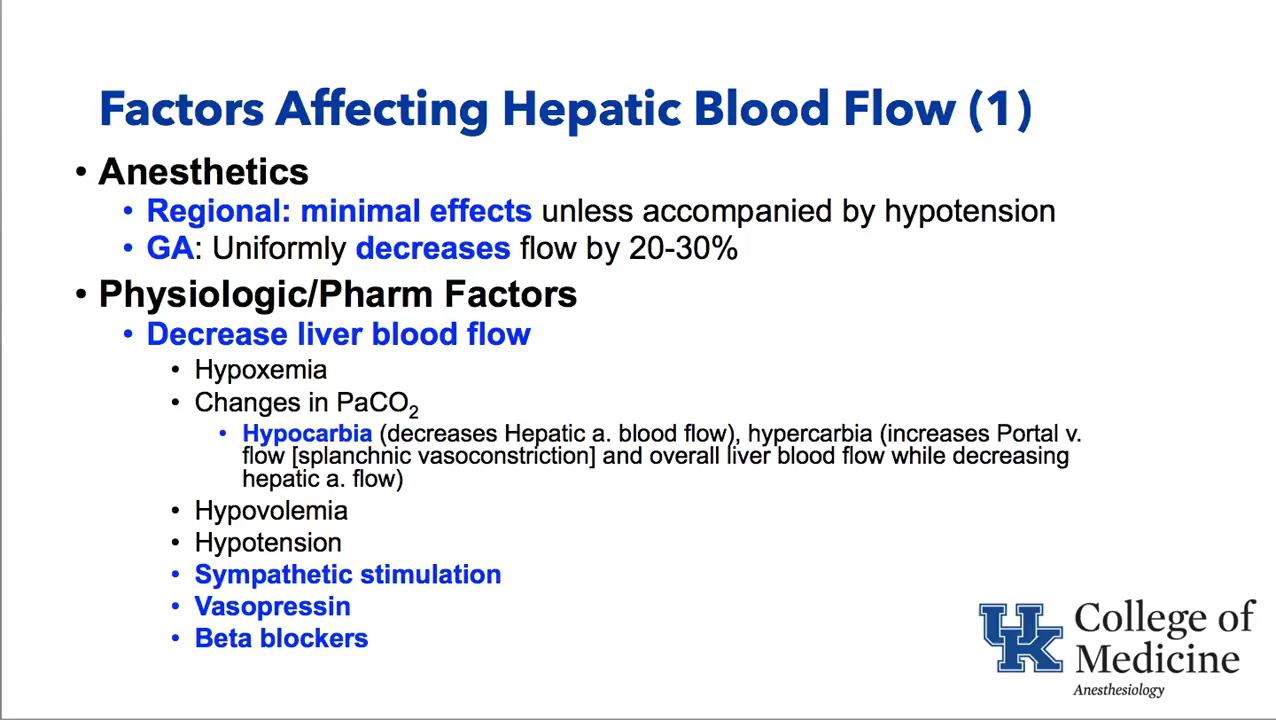 Factors Affecting Hepatic Blood Flow (1)
• Anesthetics
• Regional: minimal effects unless accompanied by hypotension
• GA: Uniformly decreases flow by 20-30%
• Physiologic/Pharm Factors
• Decrease liver blood flow
• Hypoxemia
• Changes in PaCO2
• Hypocarbia (decreases Hepatic a. blood flow), hypercarbia (increases Portal v.
flow [splanchnic vasoconstriction] and overall liver blood flow while decreasing
hepatic a. flow)
• Hypovolemia
• Hypotension
• Sympathetic stimulation
• Vasopressin
• Beta blockers
UK
College of
Medicine
Anesthesiology